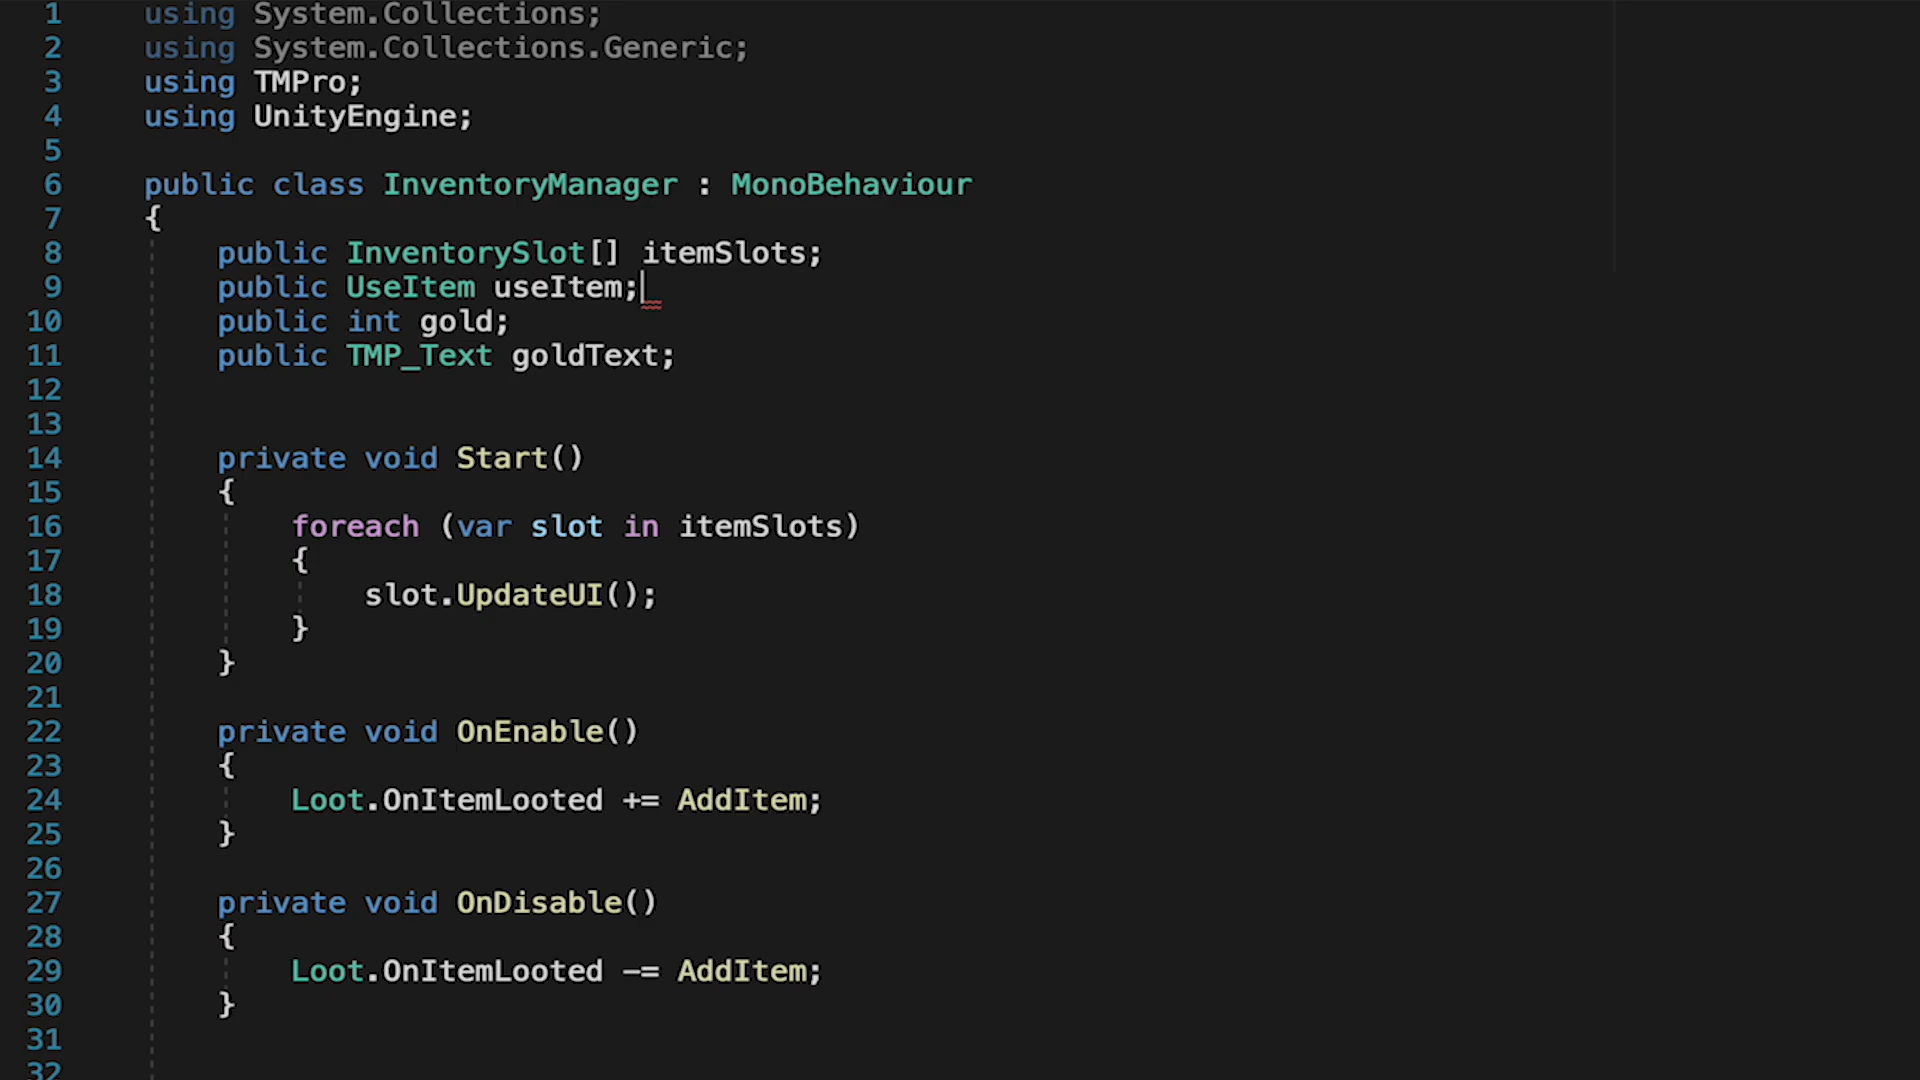 1 using System.Collections;
2 using System.Collections.Generic;
3 using TMPro;
4 using UnityEngine;
5
6 public class InventoryManager : MonoBehaviour
7 {
8 public InventorySlot[] itemSlots;
9 public UseItem useItem;
10 public int gold;
11 public TMP_Text goldText;
12
13
14 private void Start()
15 {
16 foreach (var slot in itemSlots)
17 {
18 slot.UpdateUI();
19 }
20 }
21
22 private void OnEnable()
23 {
24 Loot.OnItemLooted += AddItem;
25 }
26
27 private void OnDisable()
28 {
29 Loot.OnItemLooted -= AddItem;
30 }
31
32